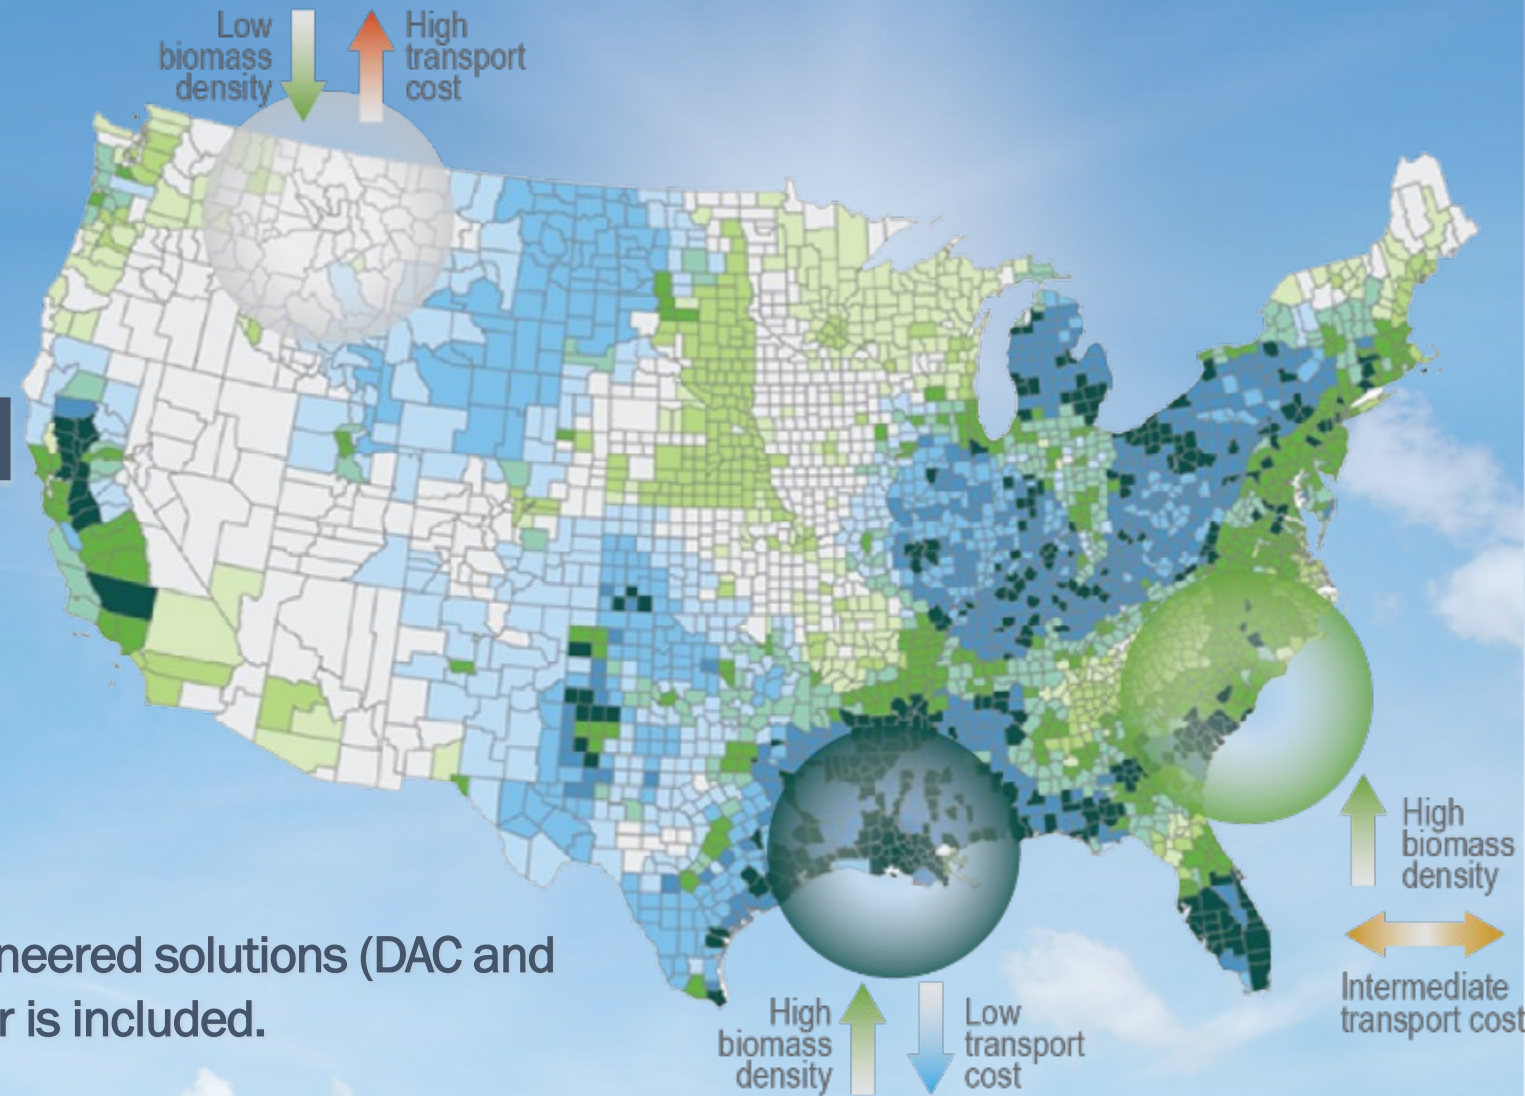 Low
biomass
density
High
transport
cost
High
biomass
density
Intermediate
transport cost
neered solutions (DAC and
r is included.
High
biomass
density
Low
transport
cost